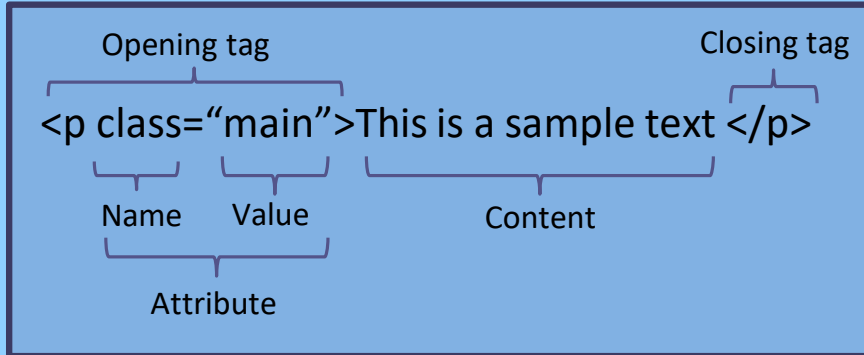 Opening tag Closing tag
<p class=“main”>This is a sample text </p>
Name Value Content
Attribute